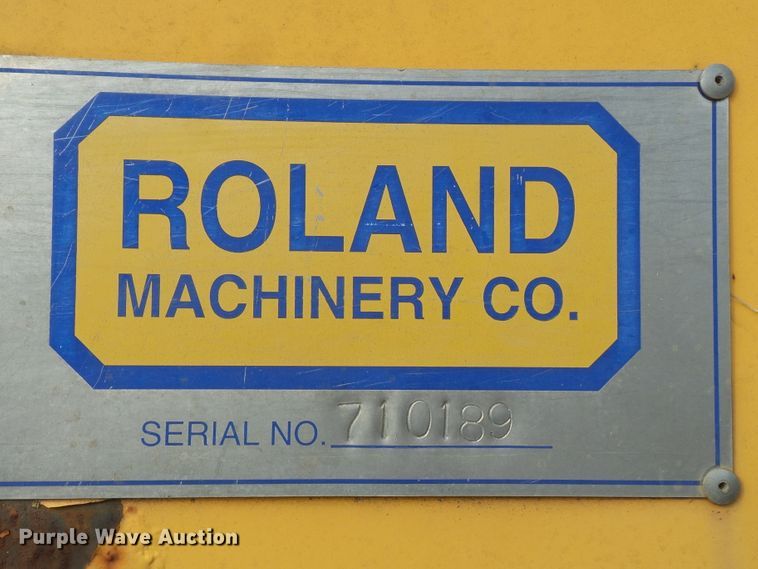 ROLAND
MACHINERY CO.
SERIAL NO. 710189
Purple Wave Auction